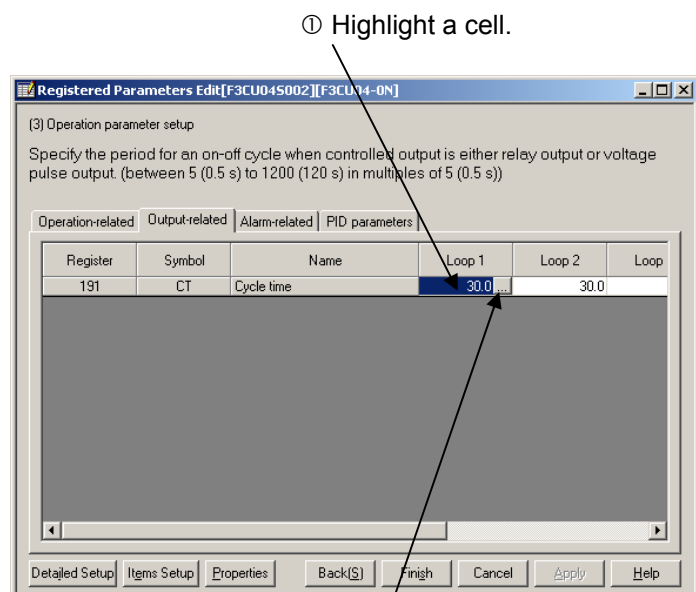 ① Highlight a cell.
Registered Parameters Edit[F3CU04S002][F3CU04-0N]
(3) Operation parameter setup
Specify the period for an on-off cycle when controlled output is either relay output or voltage
pulse output. (between 5 (0.5 s) to 1200 (120 s) in multiples of 5 (0.5 s))
Operation-related Output-related Alarm-related PID parameters
Register Symbol Name Loop 1 Loop 2 Loop
191 CT Cycle time 30.0 ... 30.0
Detailed Setup Items Setup Properties Back(S) Finish Cancel Apply Help